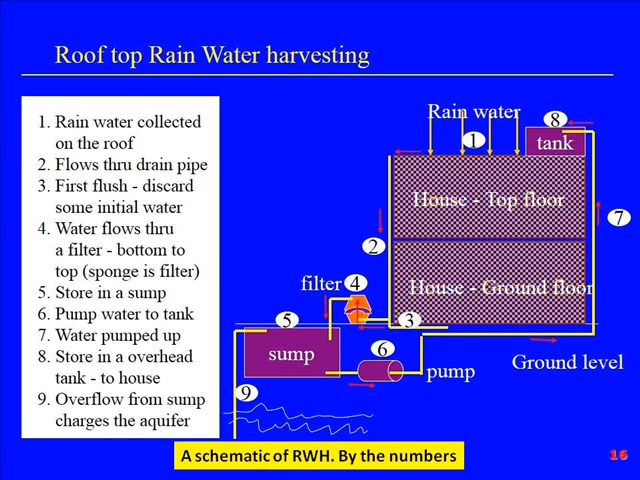 Roof top Rain Water harvesting
1. Rain water collected
on the roof
2. Flows thru drain pipe
3. First flush - discard
some initial water
4. Water flows thru
a filter - bottom to
top (sponge is filter)
5. Store in a sump
6. Pump water to tank
7. Water pumped up
8. Store in a overhead
tank - to house
9. Overflow from sump
charges the aquifer
Rain water
8
1
tank
House - Top floor
7
2
House - Ground floor
filter
4
3
5
sump
6
pump
Ground level
9
A schematic of RWH. By the numbers
16